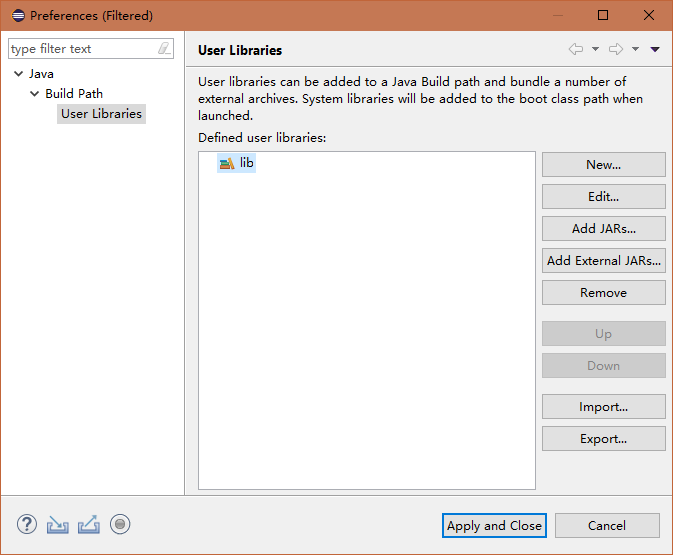 Preferences (Filtered)
type filter text
Java
Build Path
User Libraries
User Libraries
User libraries can be added to a Java Build path and bundle a number of
external archives. System libraries will be added to the boot class path when
launched.
Defined user libraries:
lib
New...
Edit...
Add JARs...
Add External JARs...
Remove
Up
Down
Import...
Export...
?
Apply and Close
Cancel